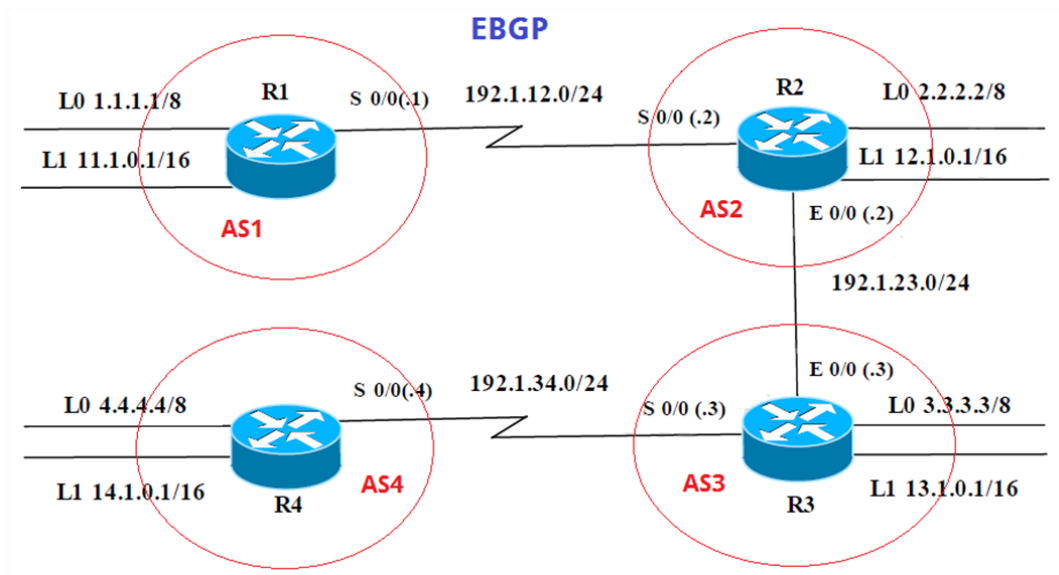 EBGP
L0 1.1.1.1/8
R1
S 0/0(.1)
192.1.12.0/24
S 0/0 (.2)
R2
L0 2.2.2.2/8
L1 11.1.0.1/16
L1 12.1.0.1/16
AS1
AS2
E 0/0 (.2)
192.1.23.0/24
L0 4.4.4.4/8
S 0/0(.4)
192.1.34.0/24
S 0/0 (.3)
E 0/0 (.3)
L0 3.3.3.3/8
L1 14.1.0.1/16
R4
AS4
AS3
R3
L1 13.1.0.1/16